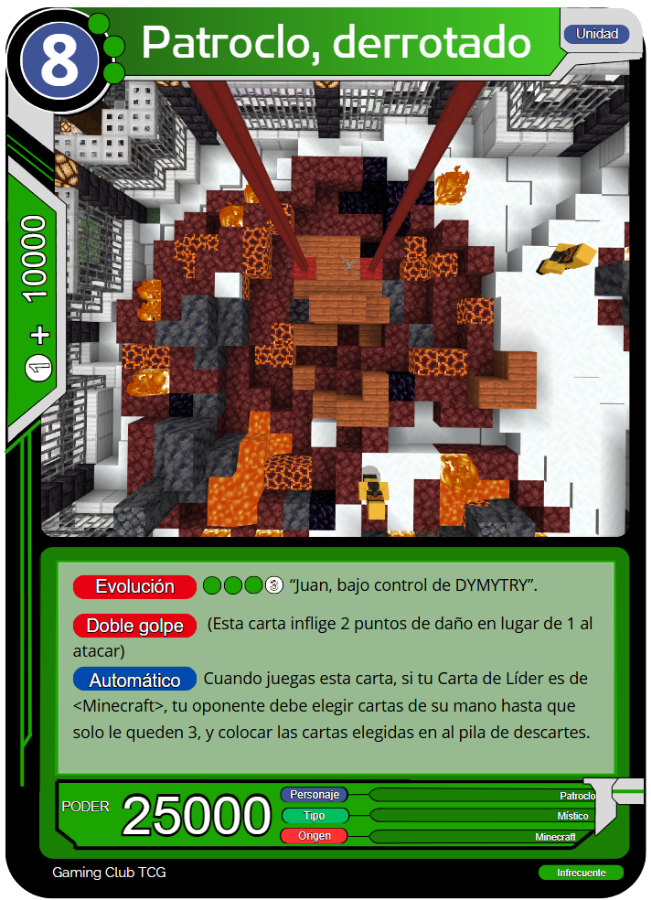 8
Patroclo, derrotado
Unidad
1 + 10000
Evolución 3 “Juan, bajo control de DYMYTRY”.
Doble golpe (Esta carta inflige 2 puntos de daño en lugar de 1 al
atacar)
Automático Cuando juegas esta carta, si tu Carta de Líder es de
<Minecraft>, tu oponente debe elegir cartas de su mano hasta que
solo le queden 3, y colocar las cartas elegidas en al pila de descartes.
PODER 25000
Personaje Patroclo
Tipo Místico
Origen Minecraft
Gaming Club TCG
Infrecuente